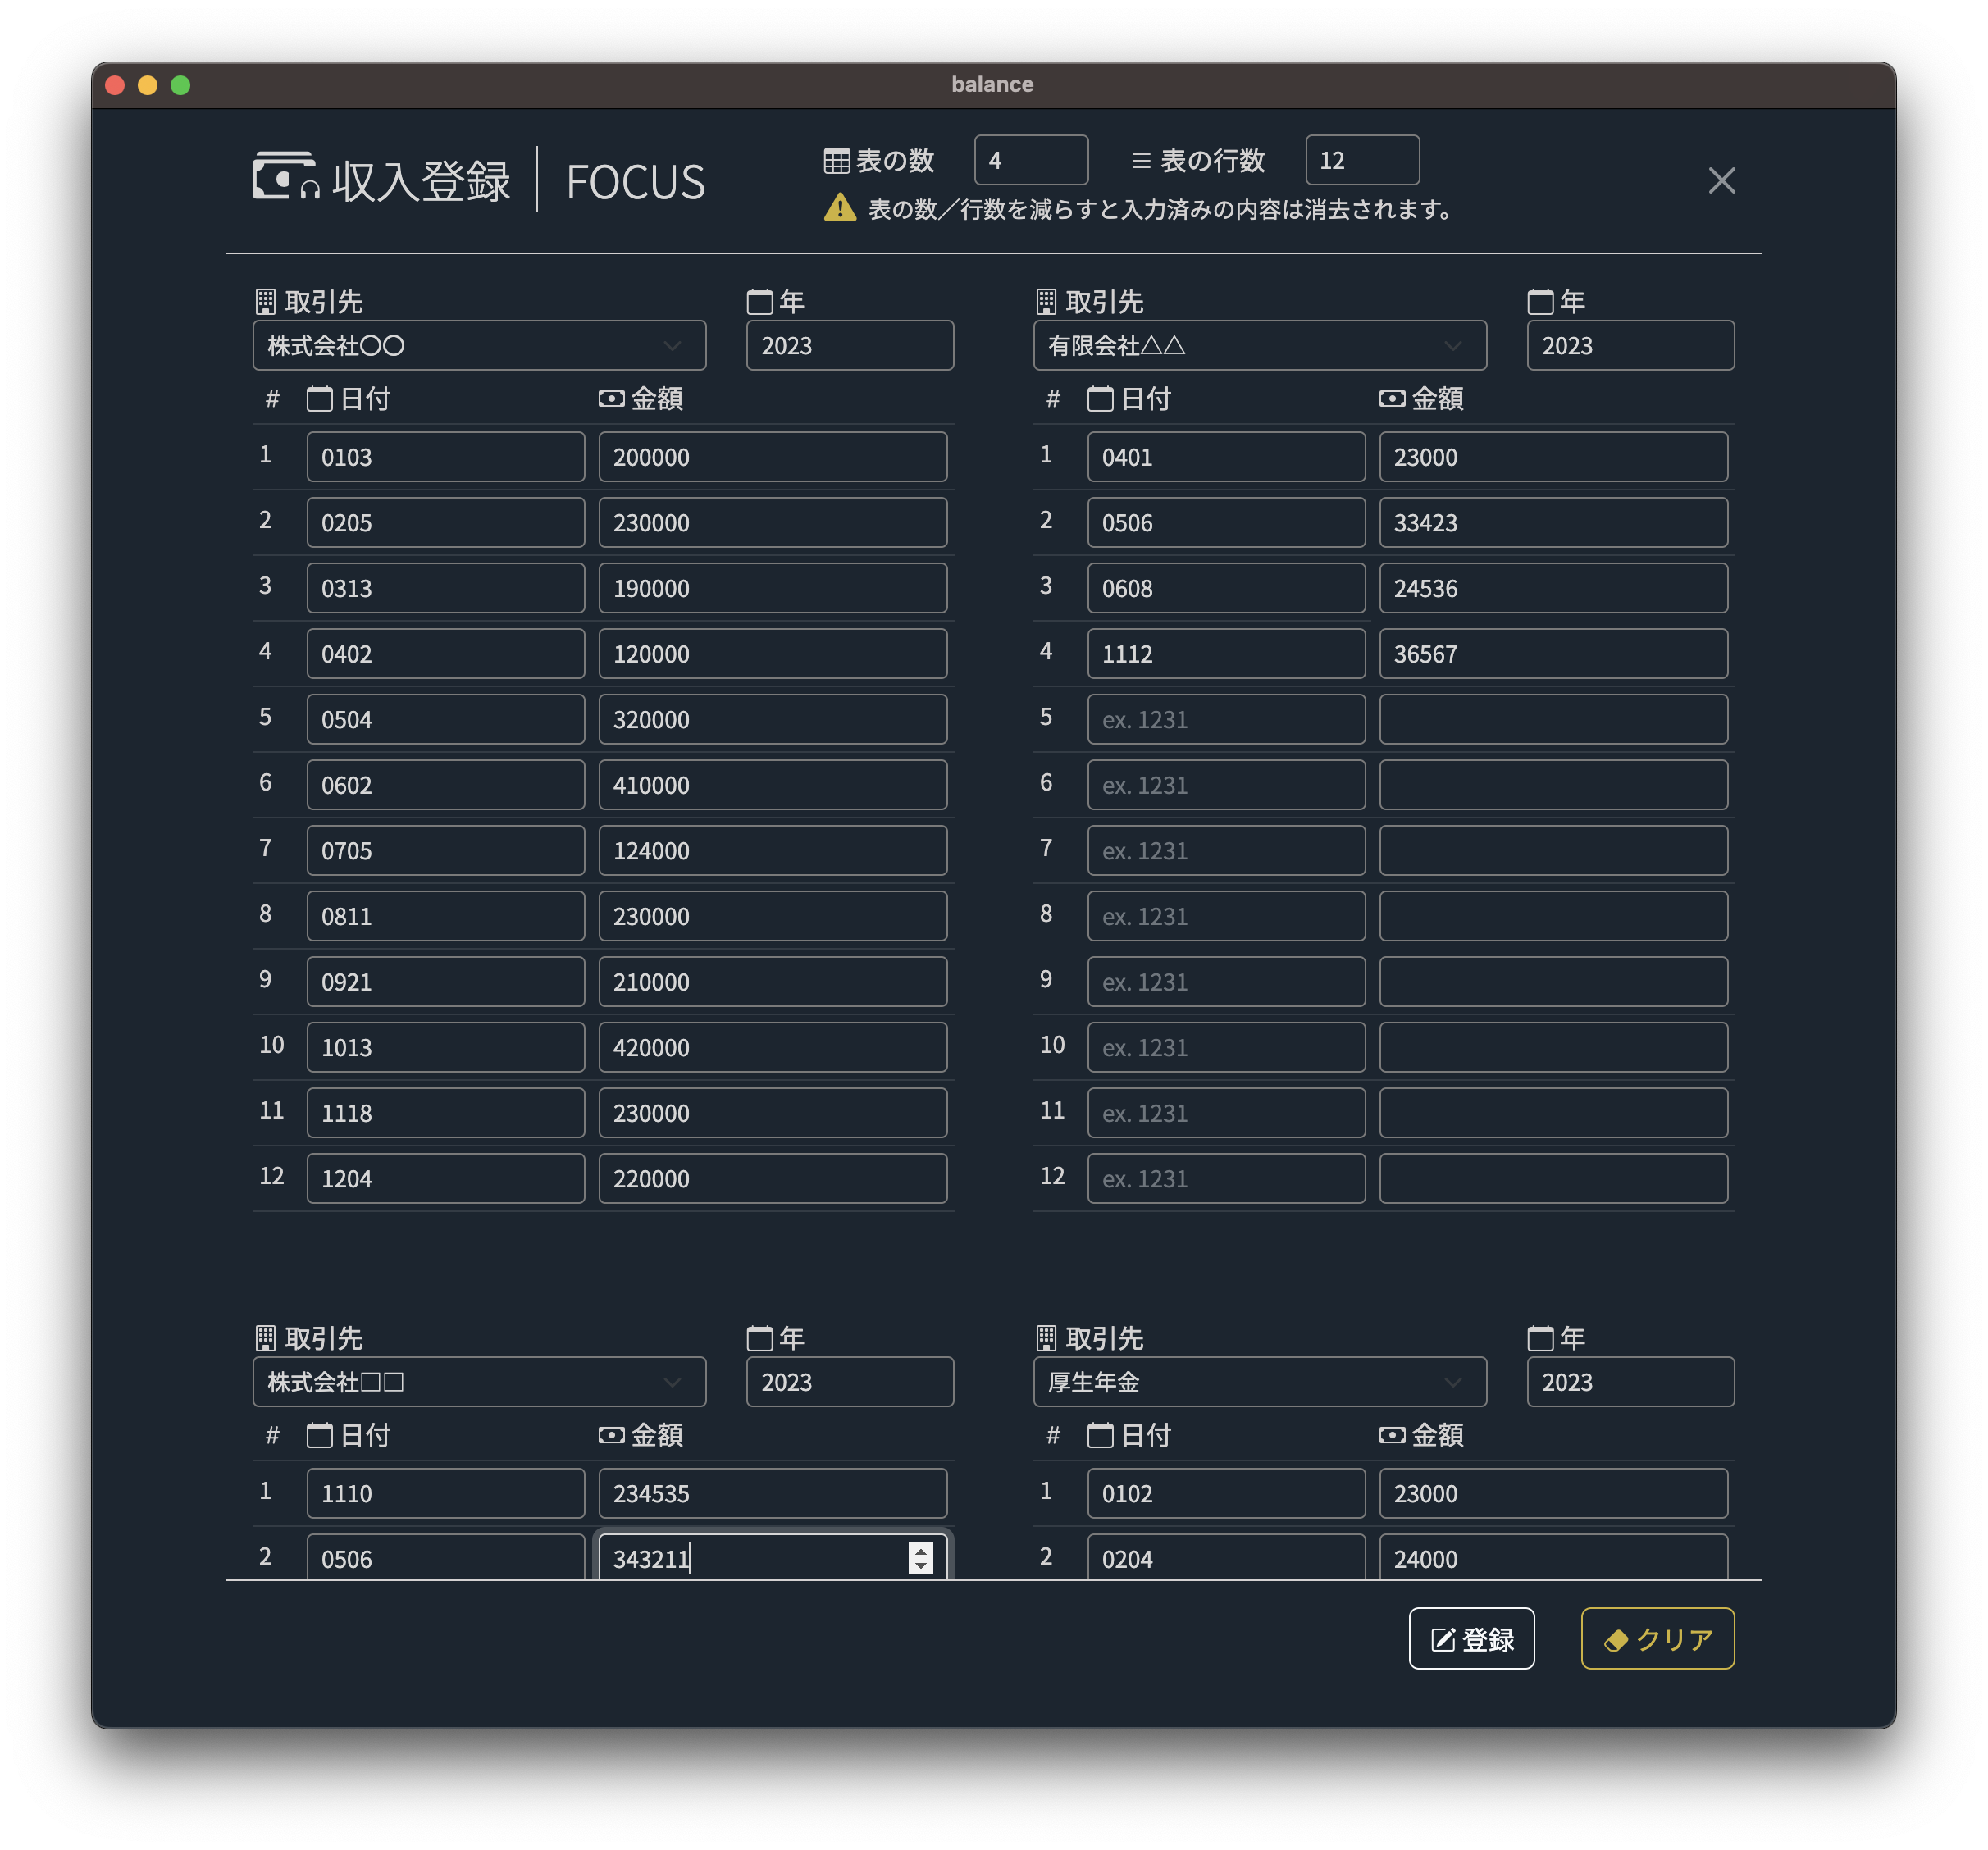 balance
収入登録 FOCUS
表の数 4 表の行数 12
表の数／行数を減らすと入力済みの内容は消去されます。
取引先 年
株式会社〇〇 2023
# 日付 金額
1 0103 200000
2 0205 230000
3 0313 190000
4 0402 120000
5 0504 320000
6 0602 410000
7 0705 124000
8 0811 230000
9 0921 210000
10 1013 420000
11 1118 230000
12 1204 220000
取引先 年
有限会社△△ 2023
# 日付 金額
1 0401 23000
2 0506 33423
3 0608 24536
4 1112 36567
5 ex. 1231
6 ex. 1231
7 ex. 1231
8 ex. 1231
9 ex. 1231
10 ex. 1231
11 ex. 1231
12 ex. 1231
取引先 年
株式会社□□ 2023
# 日付 金額
1 1110 234535
2 0506 343211
取引先 年
厚生年金 2023
# 日付 金額
1 0102 23000
2 0204 24000
登録 クリア